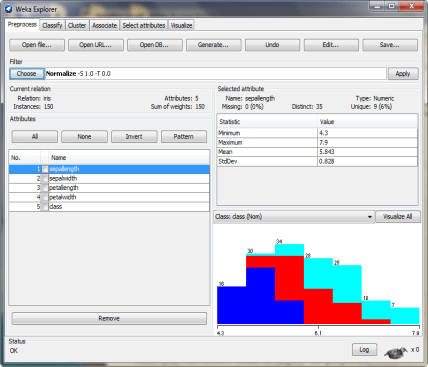 Weka Explorer
Preprocess Classify Cluster Associate Select attributes Visualize
Open file... Open URL... Open DB... Generate... Undo Edit... Save...
Filter
Choose Normalize -S 1.0 -T 0.0 Apply
Current relation
Relation: iris Attributes: 5
Instances: 150 Sum of weights: 150
Attributes
All None Invert Pattern
No. Name
1 sepallength
2 sepalwidth
3 petallength
4 petalwidth
5 class
Remove
Selected attribute
Name: sepallength Type: Numeric
Missing: 0 (0%) Distinct: 35 Unique: 9 (6%)
Statistic Value
Minimum 4.3
Maximum 7.9
Mean 5.843
StdDev 0.828
Class: class (Nom) Visualize All
16 30 34 28 25 10 7
4.3 6.1 7.9
Status
OK Log x 0